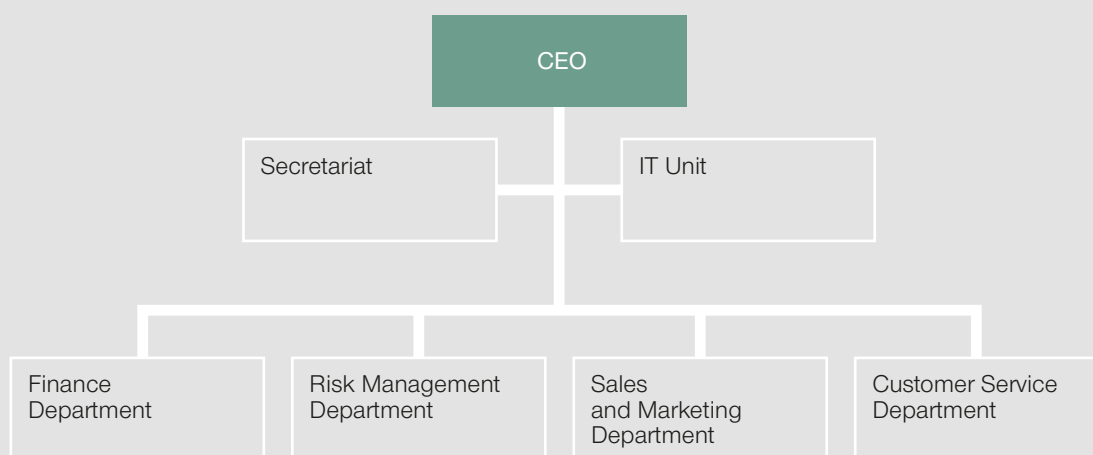 CEO
Secretariat
IT Unit
Finance
Department
Risk Management
Department
Sales
and Marketing
Department
Customer Service
Department